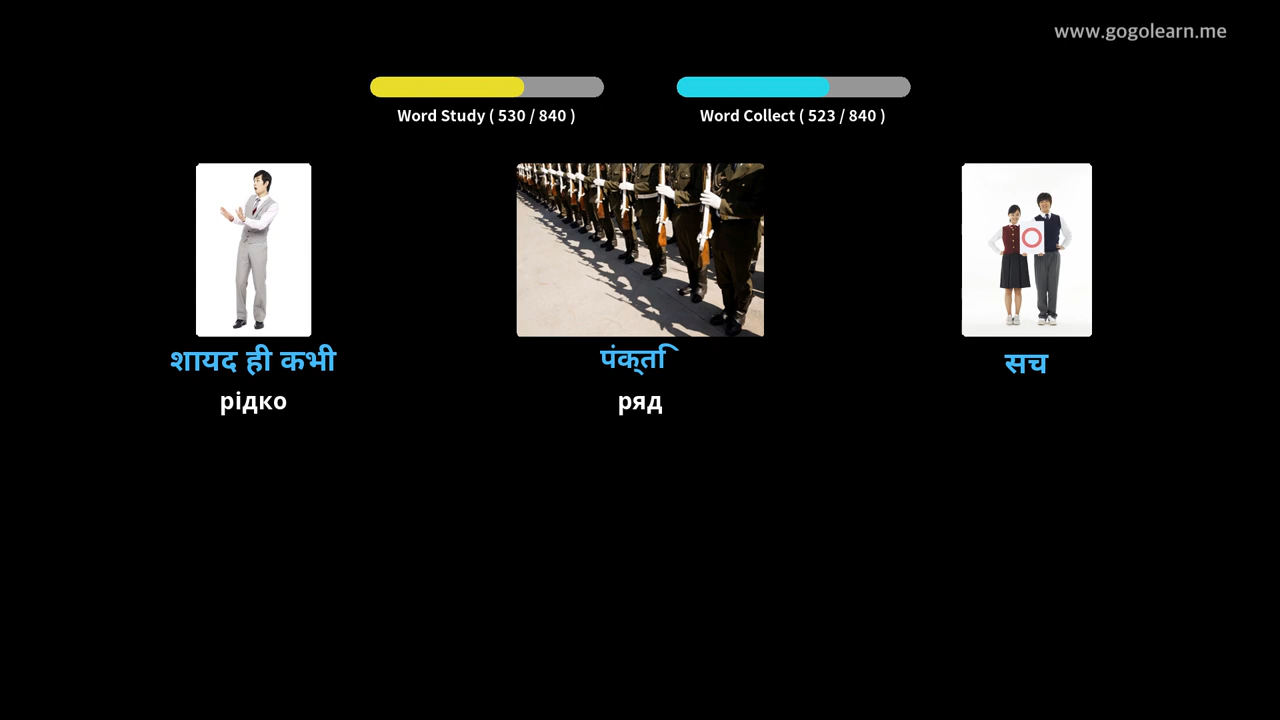 www.gogolearn.me
Word Study ( 530 / 840 )
Word Collect ( 523 / 840 )
शायद ही कभी
पंक्ति
सच
рідко
ряд